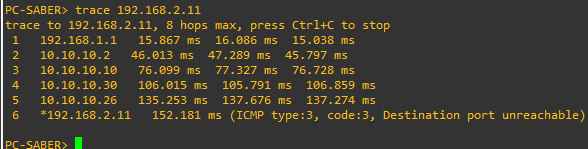 PC-SABER> trace 192.168.2.11
trace to 192.168.2.11, 8 hops max, press Ctrl+C to stop
1 192.168.1.1 15.867 ms 16.086 ms 15.038 ms
2 10.10.10.2 46.013 ms 47.289 ms 45.797 ms
3 10.10.10.10 76.099 ms 77.327 ms 76.728 ms
4 10.10.10.30 106.015 ms 105.791 ms 106.859 ms
5 10.10.10.26 135.253 ms 137.676 ms 137.274 ms
6 *192.168.2.11 152.181 ms (ICMP type:3, code:3, Destination port unreachable)
PC-SABER>